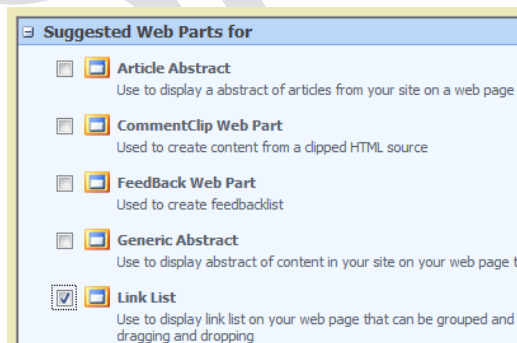 Suggested Web Parts for
Article Abstract
Use to display a abstract of articles from your site on a web page
CommentClip Web Part
Used to create content from a clipped HTML source
FeedBack Web Part
Used to create feedbacklist
Generic Abstract
Use to display abstract of content in your site on your web page t
Link List
Use to display link list on your web page that can be grouped and
dragging and dropping